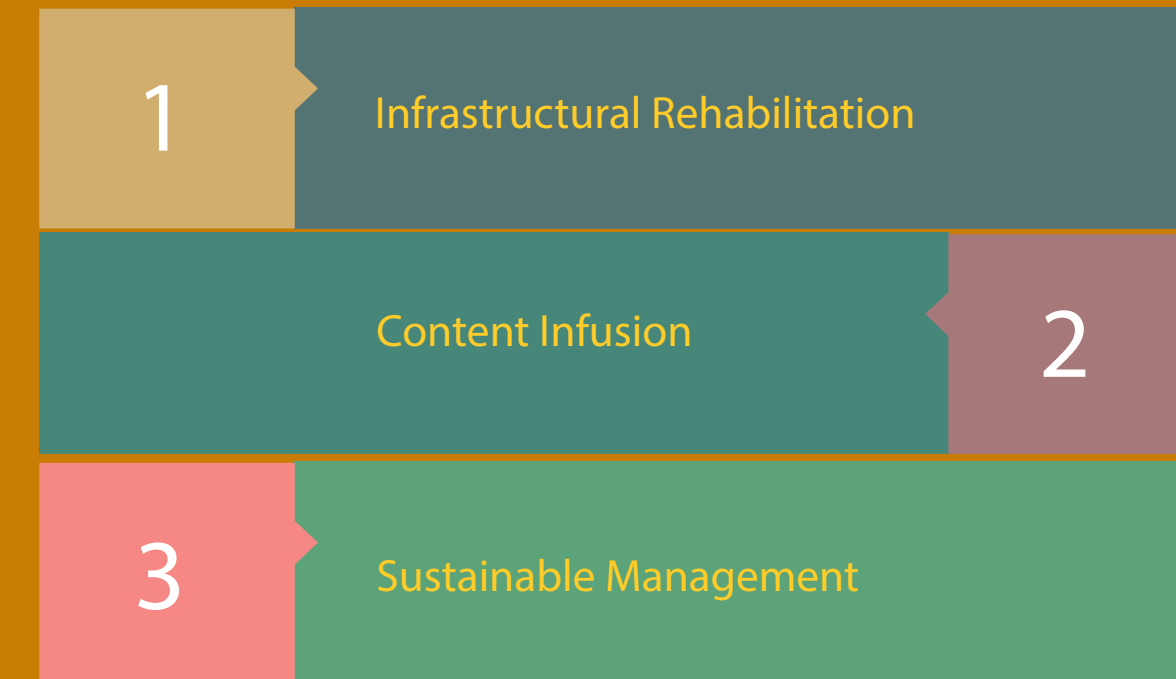 1
Infrastructural Rehabilitation
Content Infusion
2
3
Sustainable Management